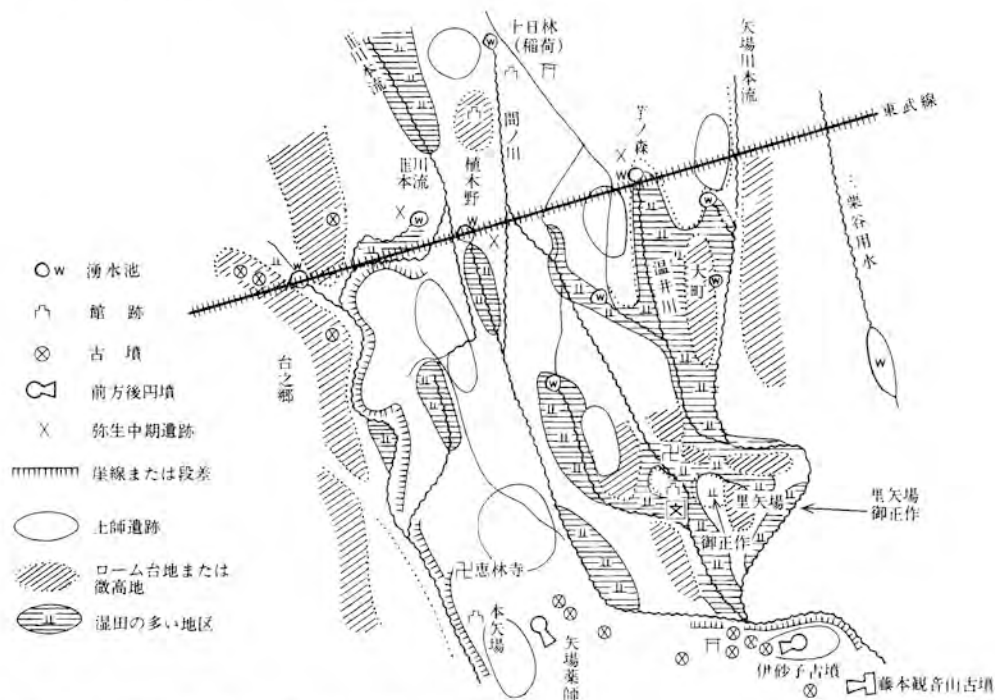 十日林
(稲荷)
矢場川本流
韮川本流
間ノ川
東武線
韮川
本流
植木野
芋ノ森
三栗谷用水
温井川
大町
台之郷
○w 湧水池
館跡
古墳
前方後円墳
弥生中期遺跡
崖線または段差
土師遺跡
ローム台地または
微高地
湿田の多い地区
里矢場
里矢場
御正作
文
御正作
卍恵林寺
本矢場
矢場薬師
伊砂子古墳
藤本観音山古墳